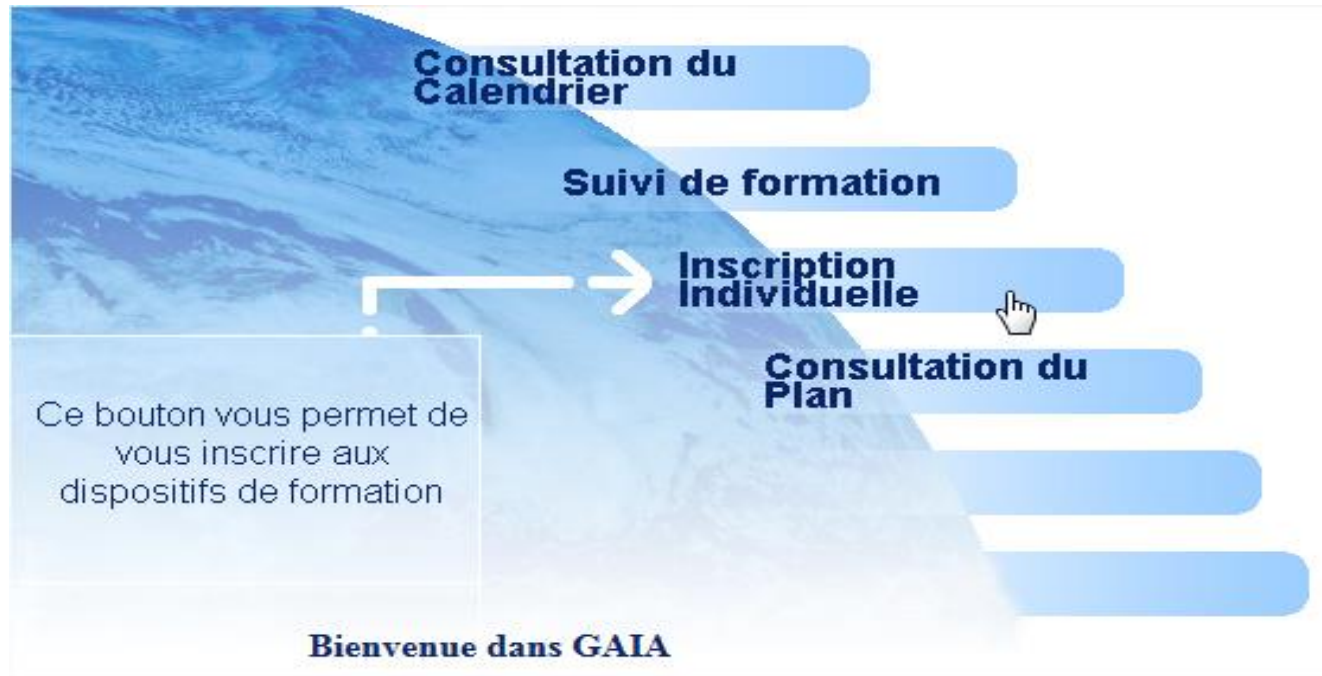 Consultation du
Calendrier
Suivi de formation
Inscription
Individuelle
Consultation du
Plan
Ce bouton vous permet de
vous inscrire aux
dispositifs de formation
Bienvenue dans GAIA